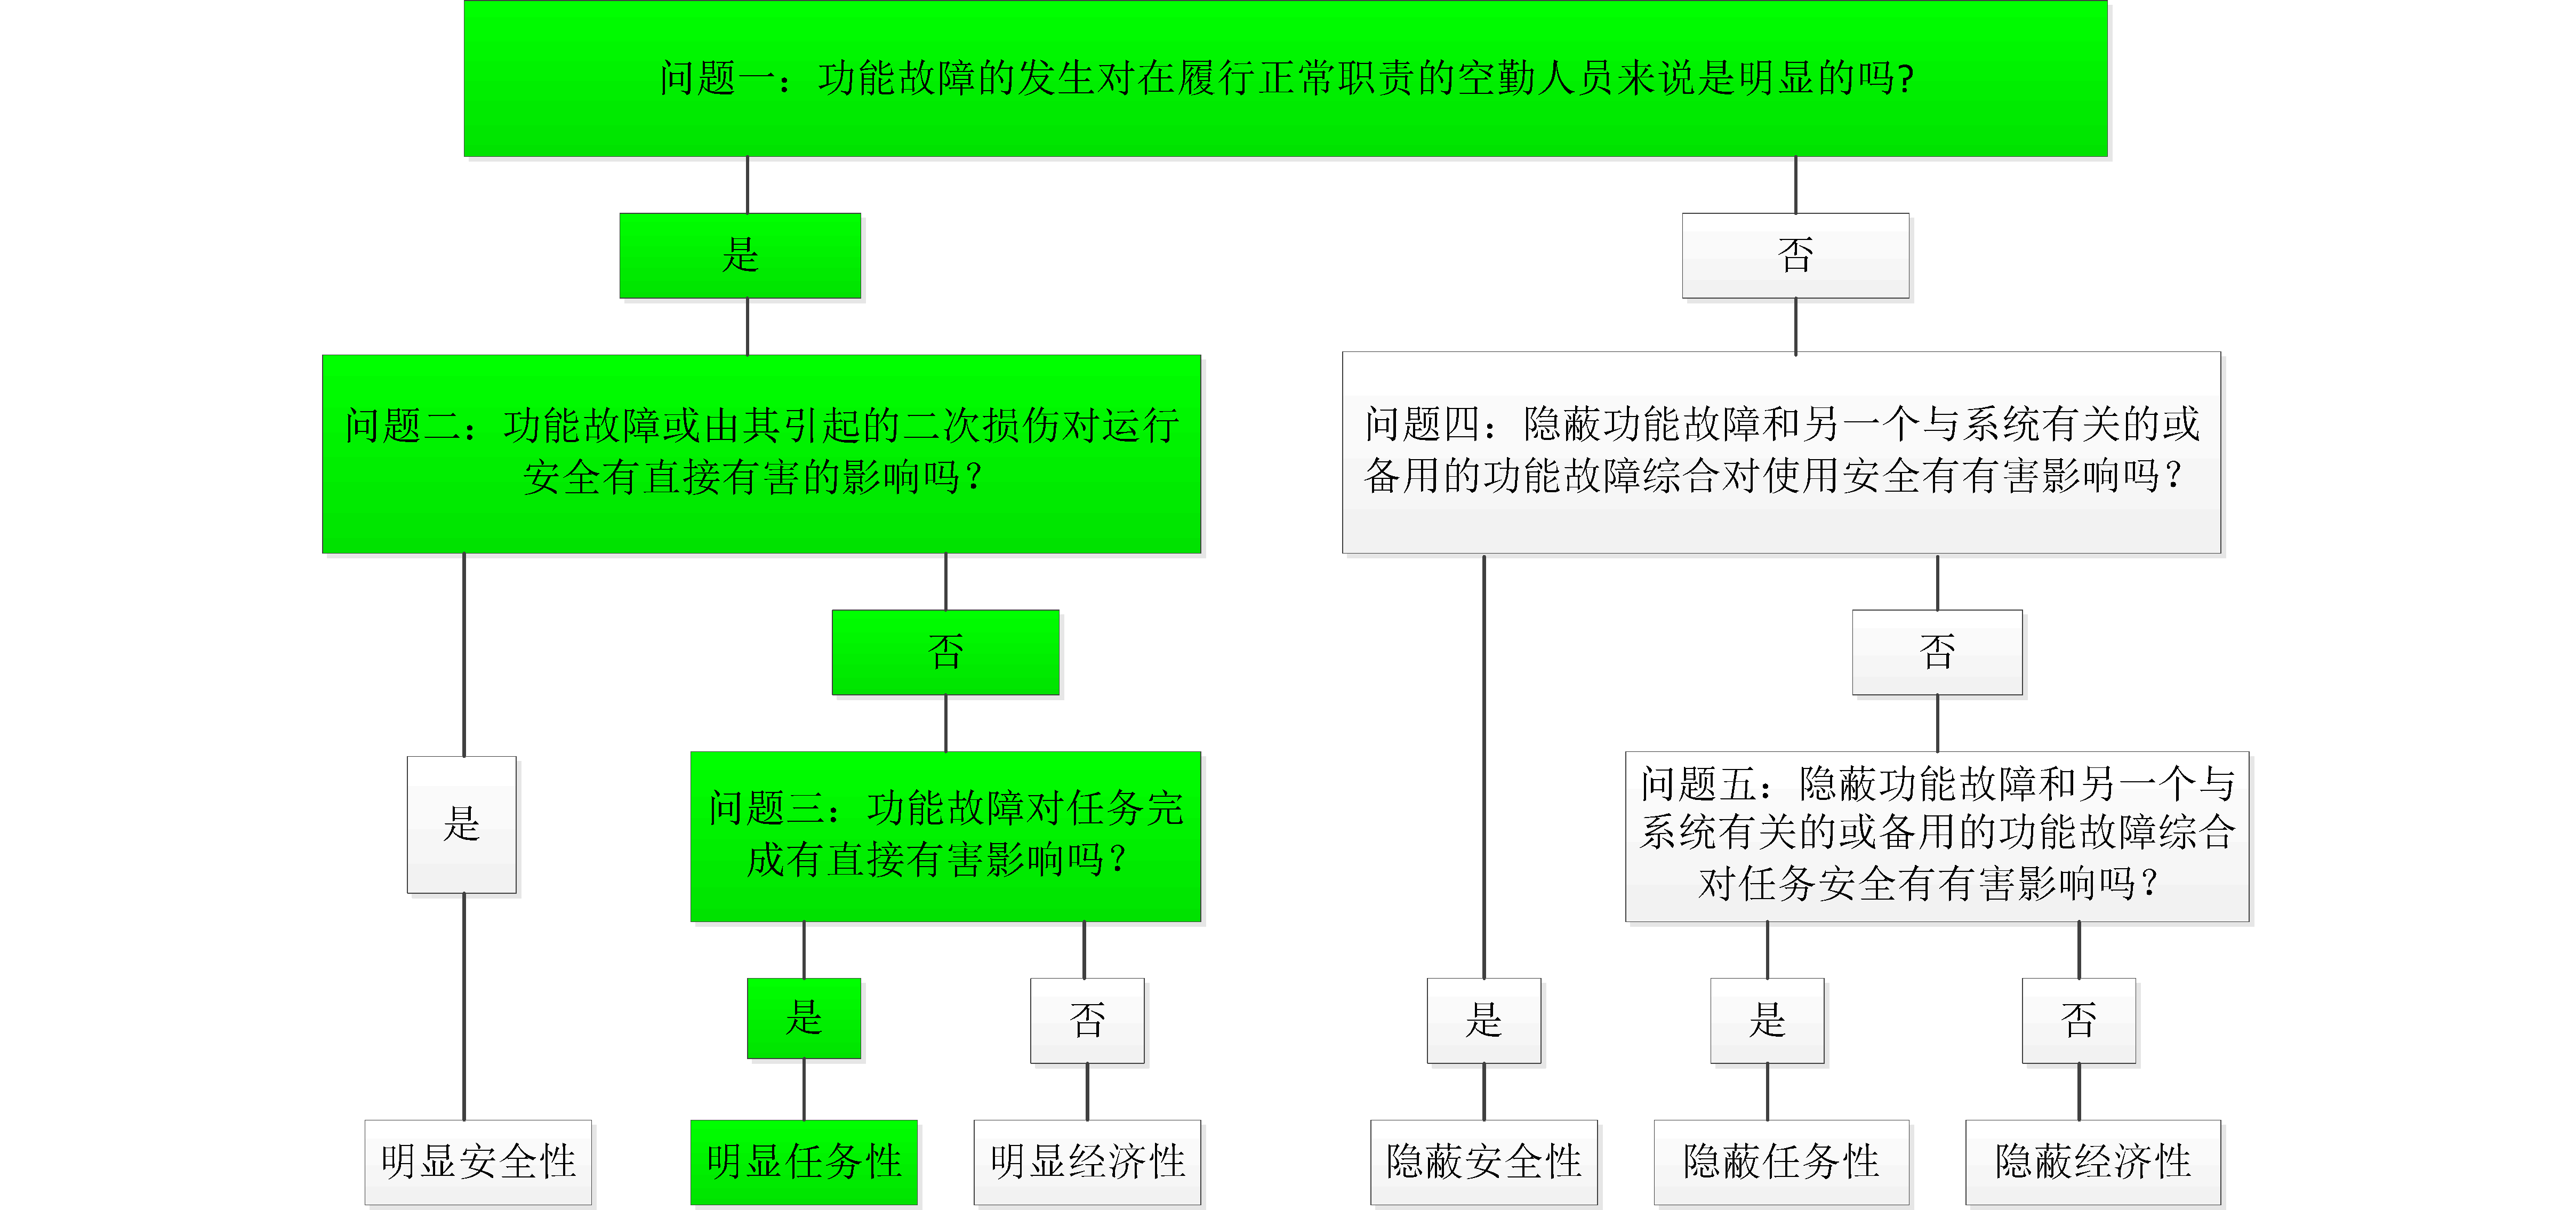 问题一：功能故障的发生对在履行正常职责的空勤人员来说是明显的吗?
是
否
问题二：功能故障或由其引起的二次损伤对运行
安全有直接有害的影响吗？
问题四：隐蔽功能故障和另一个与系统有关的或
备用的功能故障综合对使用安全有有害影响吗？
否
否
是
问题三：功能故障对任务完
成有直接有害影响吗？
问题五：隐蔽功能故障和另一个与
系统有关的或备用的功能故障综合
对任务安全有有害影响吗？
是
否
是
是
否
明显安全性
明显任务性
明显经济性
隐蔽安全性
隐蔽任务性
隐蔽经济性